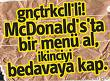 gnçtrkcll'li!
McDonald's'ta
bir menü al,
ikinciyi
bedavaya kap.